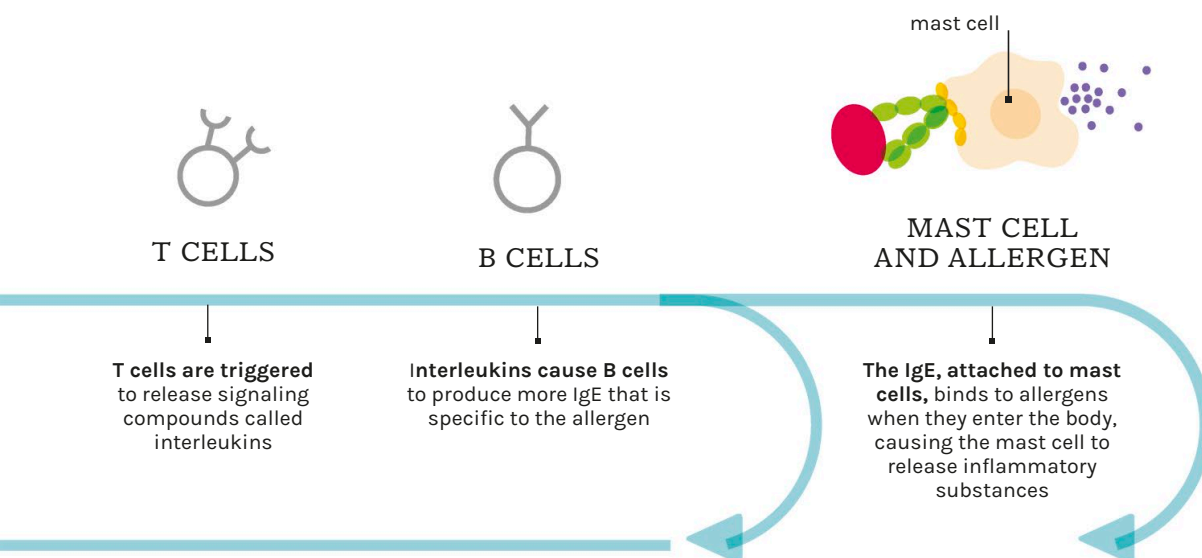 mast cell
T CELLS
B CELLS
MAST CELL
AND ALLERGEN
T cells are triggered
to release signaling
compounds called
interleukins
Interleukins cause B cells
to produce more IgE that is
specific to the allergen
The IgE, attached to mast
cells, binds to allergens
when they enter the body,
causing the mast cell to
release inflammatory
substances